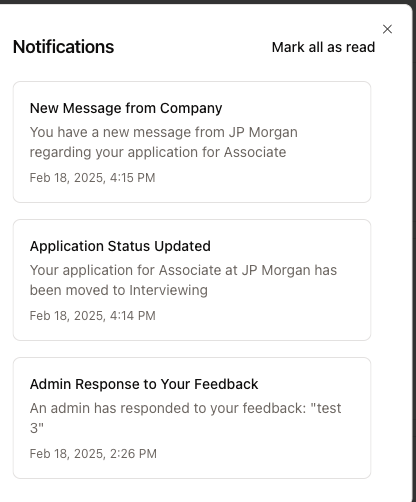 Notifications
Mark all as read
New Message from Company
You have a new message from JP Morgan
regarding your application for Associate
Feb 18, 2025, 4:15 PM
Application Status Updated
Your application for Associate at JP Morgan has
been moved to Interviewing
Feb 18, 2025, 4:14 PM
Admin Response to Your Feedback
An admin has responded to your feedback: "test
3"
Feb 18, 2025, 2:26 PM